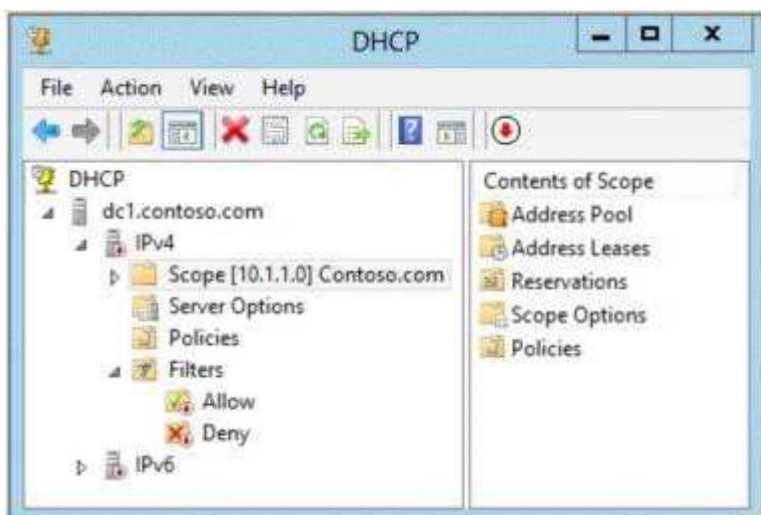 DHCP
File Action View Help
DHCP
dc1.contoso.com
IPv4
Scope [10.1.1.0] Contoso.com
Server Options
Policies
Filters
Allow
Deny
IPv6
Contents of Scope
Address Pool
Address Leases
Reservations
Scope Options
Policies